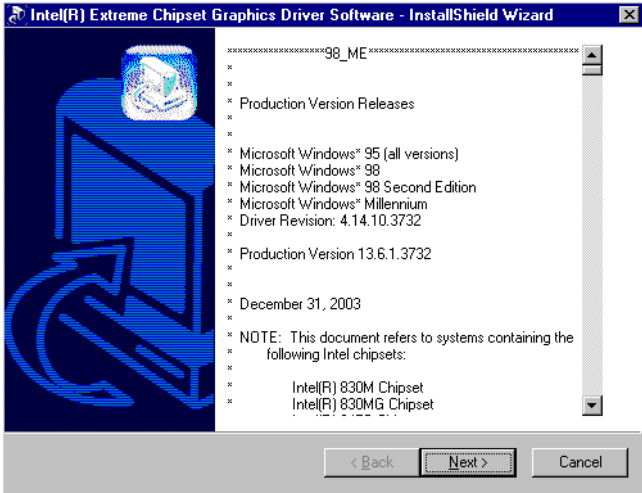 Intel(R) Extreme Chipset Graphics Driver Software - InstallShield Wizard
******************98_ME****************************************
*
*
* Production Version Releases
*
*
* Microsoft Windows* 95 (all versions)
* Microsoft Windows* 98
* Microsoft Windows* 98 Second Edition
* Microsoft Windows* Millennium
* Driver Revision: 4.14.10.3732
*
* Production Version 13.6.1.3732
*
*
* December 31, 2003
*
* NOTE: This document refers to systems containing the
* following Intel chipsets:
*
* Intel(R) 830M Chipset
* Intel(R) 830MG Chipset
< Back
Next >
Cancel